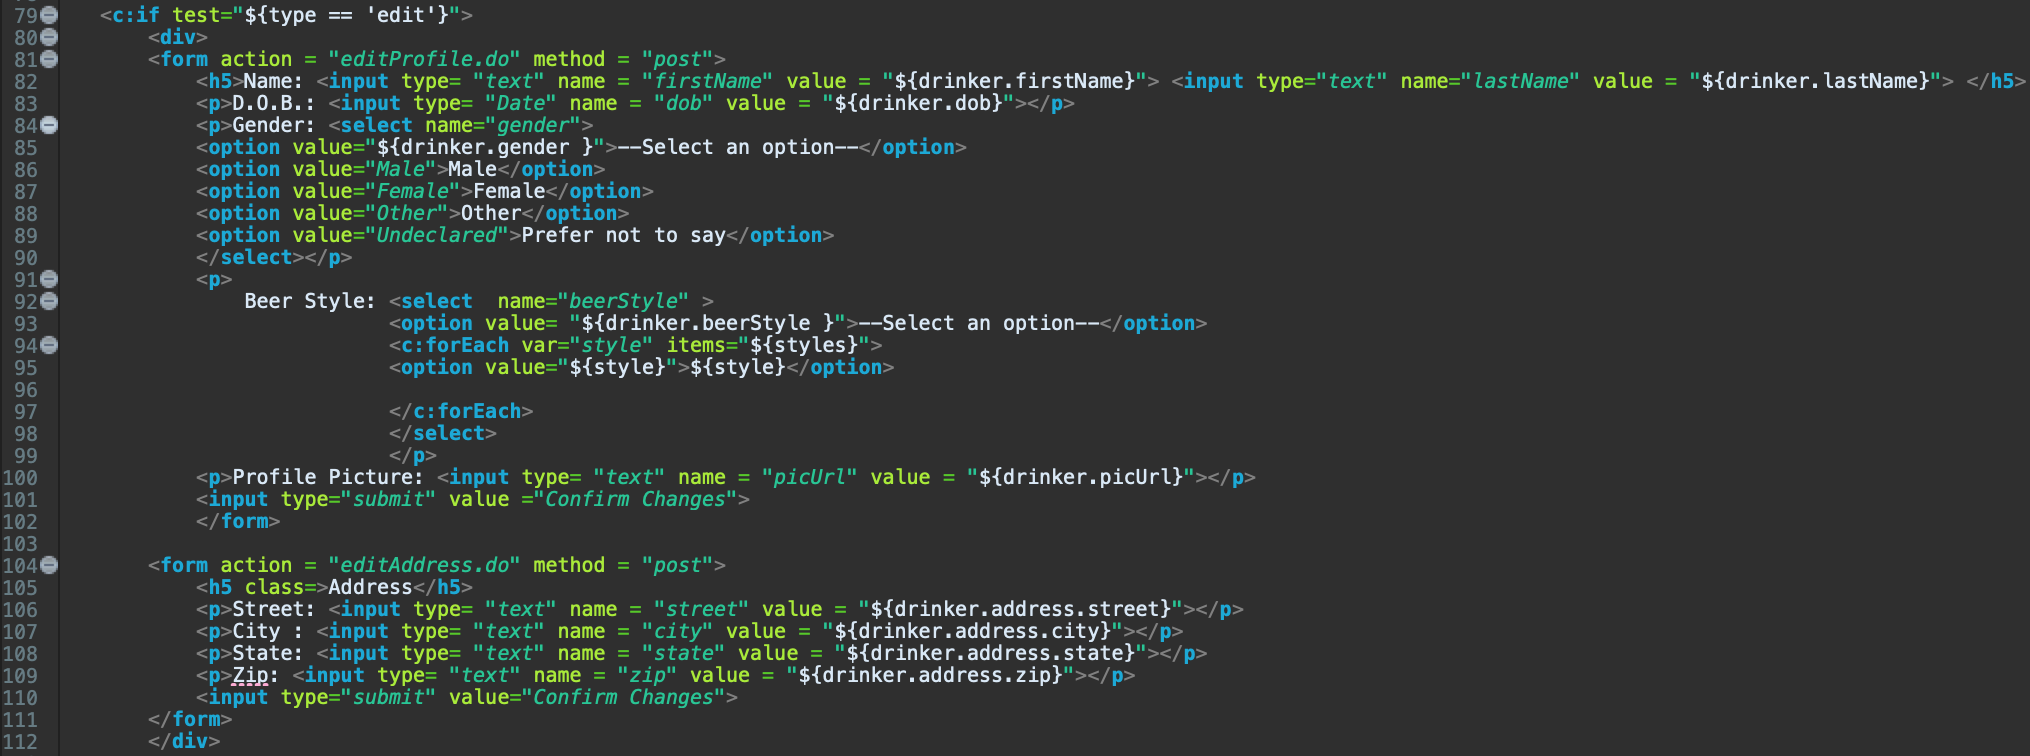 79 <c:if test="${type == 'edit'}">
80 <div>
81 <form action = "editProfile.do" method = "post">
82 <h5>Name: <input type= "text" name = "firstName" value = "${drinker.firstName}"> <input type="text" name="lastName" value = "${drinker.lastName}"> </h5>
83 <p>D.O.B.: <input type= "Date" name = "dob" value = "${drinker.dob}"></p>
84 <p>Gender: <select name="gender">
85 <option value="${drinker.gender }">--Select an option--</option>
86 <option value="Male">Male</option>
87 <option value="Female">Female</option>
88 <option value="Other">Other</option>
89 <option value="Undeclared">Prefer not to say</option>
90 </select></p>
91 <p>
92 Beer Style: <select  name="beerStyle" >
93 <option value= "${drinker.beerStyle }">--Select an option--</option>
94 <c:forEach var="style" items="${styles}">
95 <option value="${style}">${style}</option>
96
97 </c:forEach>
98 </select>
99 </p>
100 <p>Profile Picture: <input type= "text" name = "picUrl" value = "${drinker.picUrl}"></p>
101 <input type="submit" value ="Confirm Changes">
102 </form>
103
104 <form action = "editAddress.do" method = "post">
105 <h5 class=>Address</h5>
106 <p>Street: <input type= "text" name = "street" value = "${drinker.address.street}"></p>
107 <p>City : <input type= "text" name = "city" value = "${drinker.address.city}"></p>
108 <p>State: <input type= "text" name = "state" value = "${drinker.address.state}"></p>
109 <p>Zip: <input type= "text" name = "zip" value = "${drinker.address.zip}"></p>
110 <input type="submit" value="Confirm Changes">
111 </form>
112 </div>